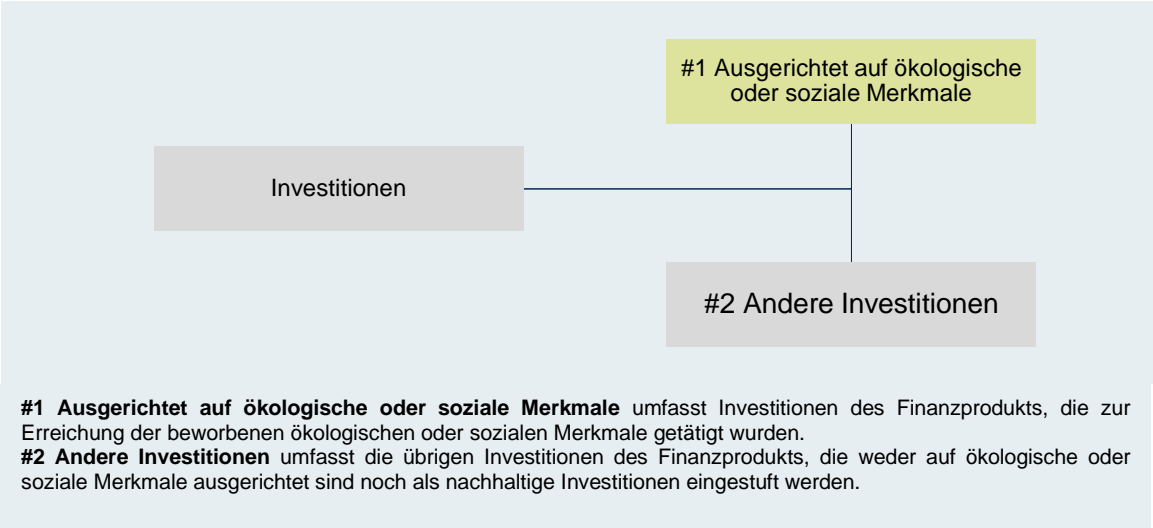 #1 Ausgerichtet auf ökologische
oder soziale Merkmale
Investitionen
#2 Andere Investitionen
#1 Ausgerichtet auf ökologische oder soziale Merkmale umfasst Investitionen des Finanzprodukts, die zur
Erreichung der beworbenen ökologischen oder sozialen Merkmale getätigt wurden.
#2 Andere Investitionen umfasst die übrigen Investitionen des Finanzprodukts, die weder auf ökologische oder
soziale Merkmale ausgerichtet sind noch als nachhaltige Investitionen eingestuft werden.